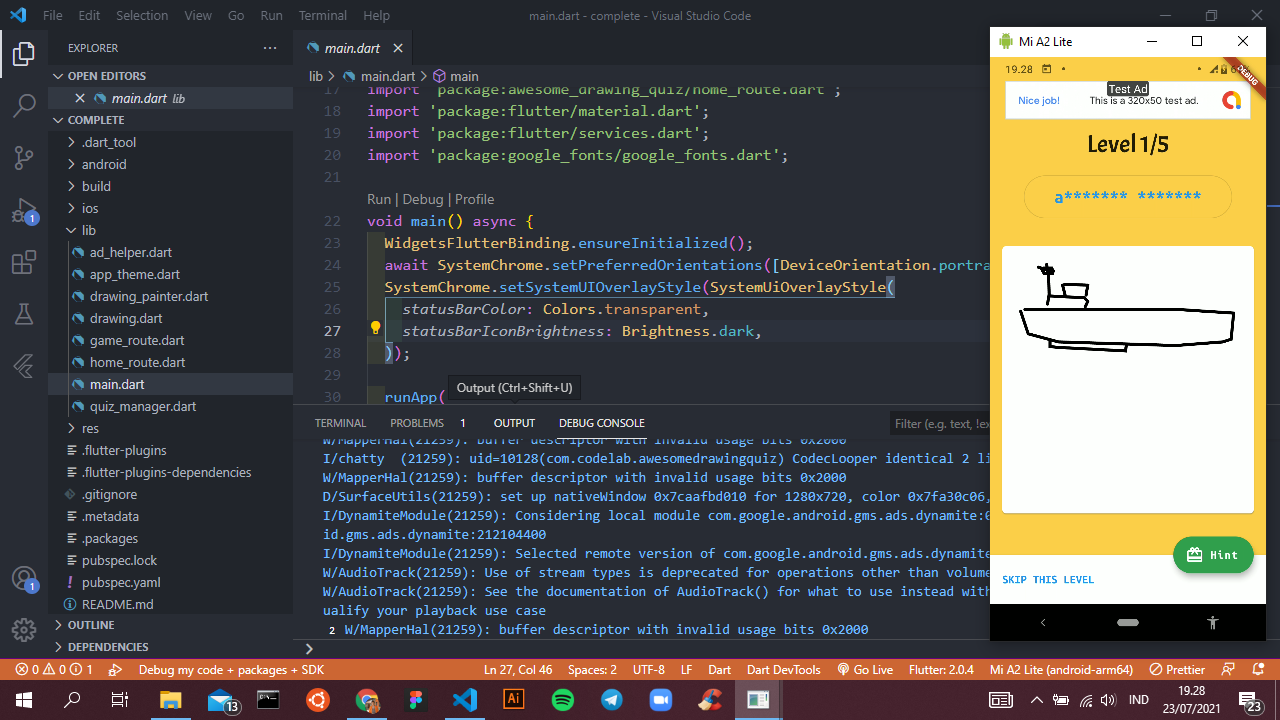 File Edit Selection View Go Run Terminal Help
main.dart - complete - Visual Studio Code
EXPLORER
OPEN EDITORS
main.dart lib
COMPLETE
.dart_tool
android
build
ios
lib
ad_helper.dart
app_theme.dart
drawing_painter.dart
drawing.dart
game_route.dart
home_route.dart
main.dart
quiz_manager.dart
res
.flutter-plugins
.flutter-plugins-dependencies
.gitignore
.metadata
.packages
pubspec.lock
pubspec.yaml
README.md
OUTLINE
DEPENDENCIES
1
1
main.dart
lib > main.dart > main
17 import 'package:awesome_drawing_quiz/home_route.dart';
18 import 'package:flutter/material.dart';
19 import 'package:flutter/services.dart';
20 import 'package:google_fonts/google_fonts.dart';
21
Run | Debug | Profile
22 void main() async {
23 WidgetsFlutterBinding.ensureInitialized();
24 await SystemChrome.setPreferredOrientations([DeviceOrientation.portra
25 SystemChrome.setSystemUIOverlayStyle(SystemUiOverlayStyle(
26 statusBarColor: Colors.transparent,
27 statusBarIconBrightness: Brightness.dark,
28 ));
29
30 runApp(
Output (Ctrl+Shift+U)
TERMINAL PROBLEMS 1 OUTPUT DEBUG CONSOLE
Filter (e.g. text, !ex
W/MapperHal(21259): buffer descriptor with invalid usage bits 0x2000
I/chatty (21259): uid=10128(com.codelab.awesomedrawingquiz) CodecLooper identical 2 li
W/MapperHal(21259): buffer descriptor with invalid usage bits 0x2000
D/SurfaceUtils(21259): set up nativeWindow 0x7caafbd010 for 1280x720, color 0x7fa30c06,
I/DynamiteModule(21259): Considering local module com.google.android.gms.ads.dynamite:0
id.gms.ads.dynamite:212104400
I/DynamiteModule(21259): Selected remote version of com.google.android.gms.ads.dynamite
W/AudioTrack(21259): Use of stream types is deprecated for operations other than volume
W/AudioTrack(21259): See the documentation of AudioTrack() for what to use instead with
ualify your playback use case
2 W/MapperHal(21259): buffer descriptor with invalid usage bits 0x2000
Mi A2 Lite
19.28
DEBUG
Test Ad
Nice job! This is a 320x50 test ad.
Level 1/5
a******* *******
Hint
SKIP THIS LEVEL
0 0 1 Debug my code + packages + SDK
Ln 27, Col 46 Spaces: 2 UTF-8 LF Dart Dart DevTools Go Live Flutter: 2.0.4 Mi A2 Lite (android-arm64) Prettier
13
Ai
IND
19.28
23/07/2021
23